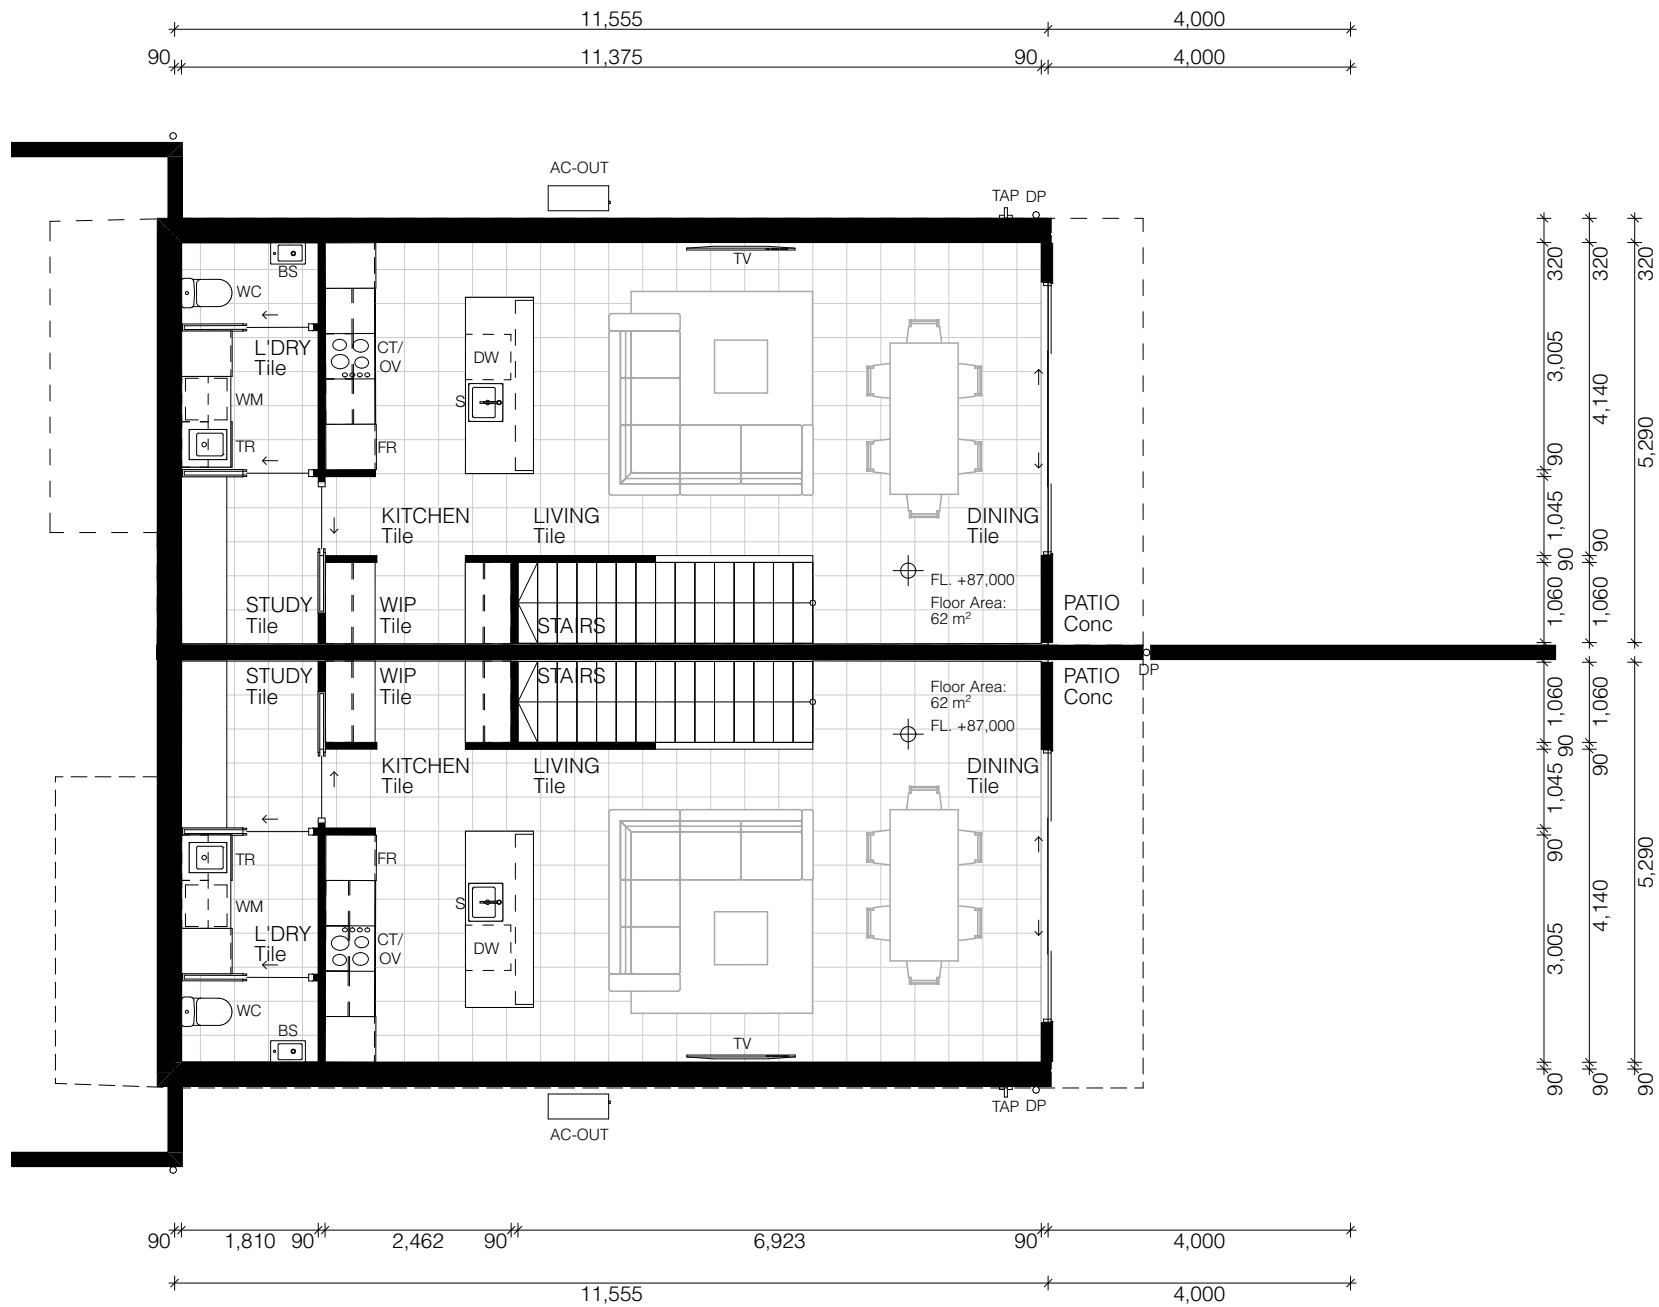 11,555
4,000
90
11,375
90
4,000
AC-OUT
TAP
DP
BS
TV
WC
L'DRY
Tile
CT/
OV
DW
WM
S
TR
FR
KITCHEN
Tile
LIVING
Tile
DINING
Tile
FL. +87,000
Floor Area:
62 m²
STUDY
Tile
WIP
Tile
STAIRS
PATIO
Conc
DP
STUDY
Tile
WIP
Tile
STAIRS
PATIO
Conc
Floor Area:
62 m²
FL. +87,000
KITCHEN
Tile
LIVING
Tile
DINING
Tile
TR
FR
WM
S
L'DRY
Tile
CT/
OV
DW
WC
BS
TV
TAP
DP
AC-OUT
320
3,005
90
1,045
90
1,060
1,060
90
1,045
90
3,005
90
320
4,140
90
1,060
1,060
90
4,140
90
320
5,290
5,290
90
90
1,810
90
2,462
90
6,923
90
4,000
11,555
4,000